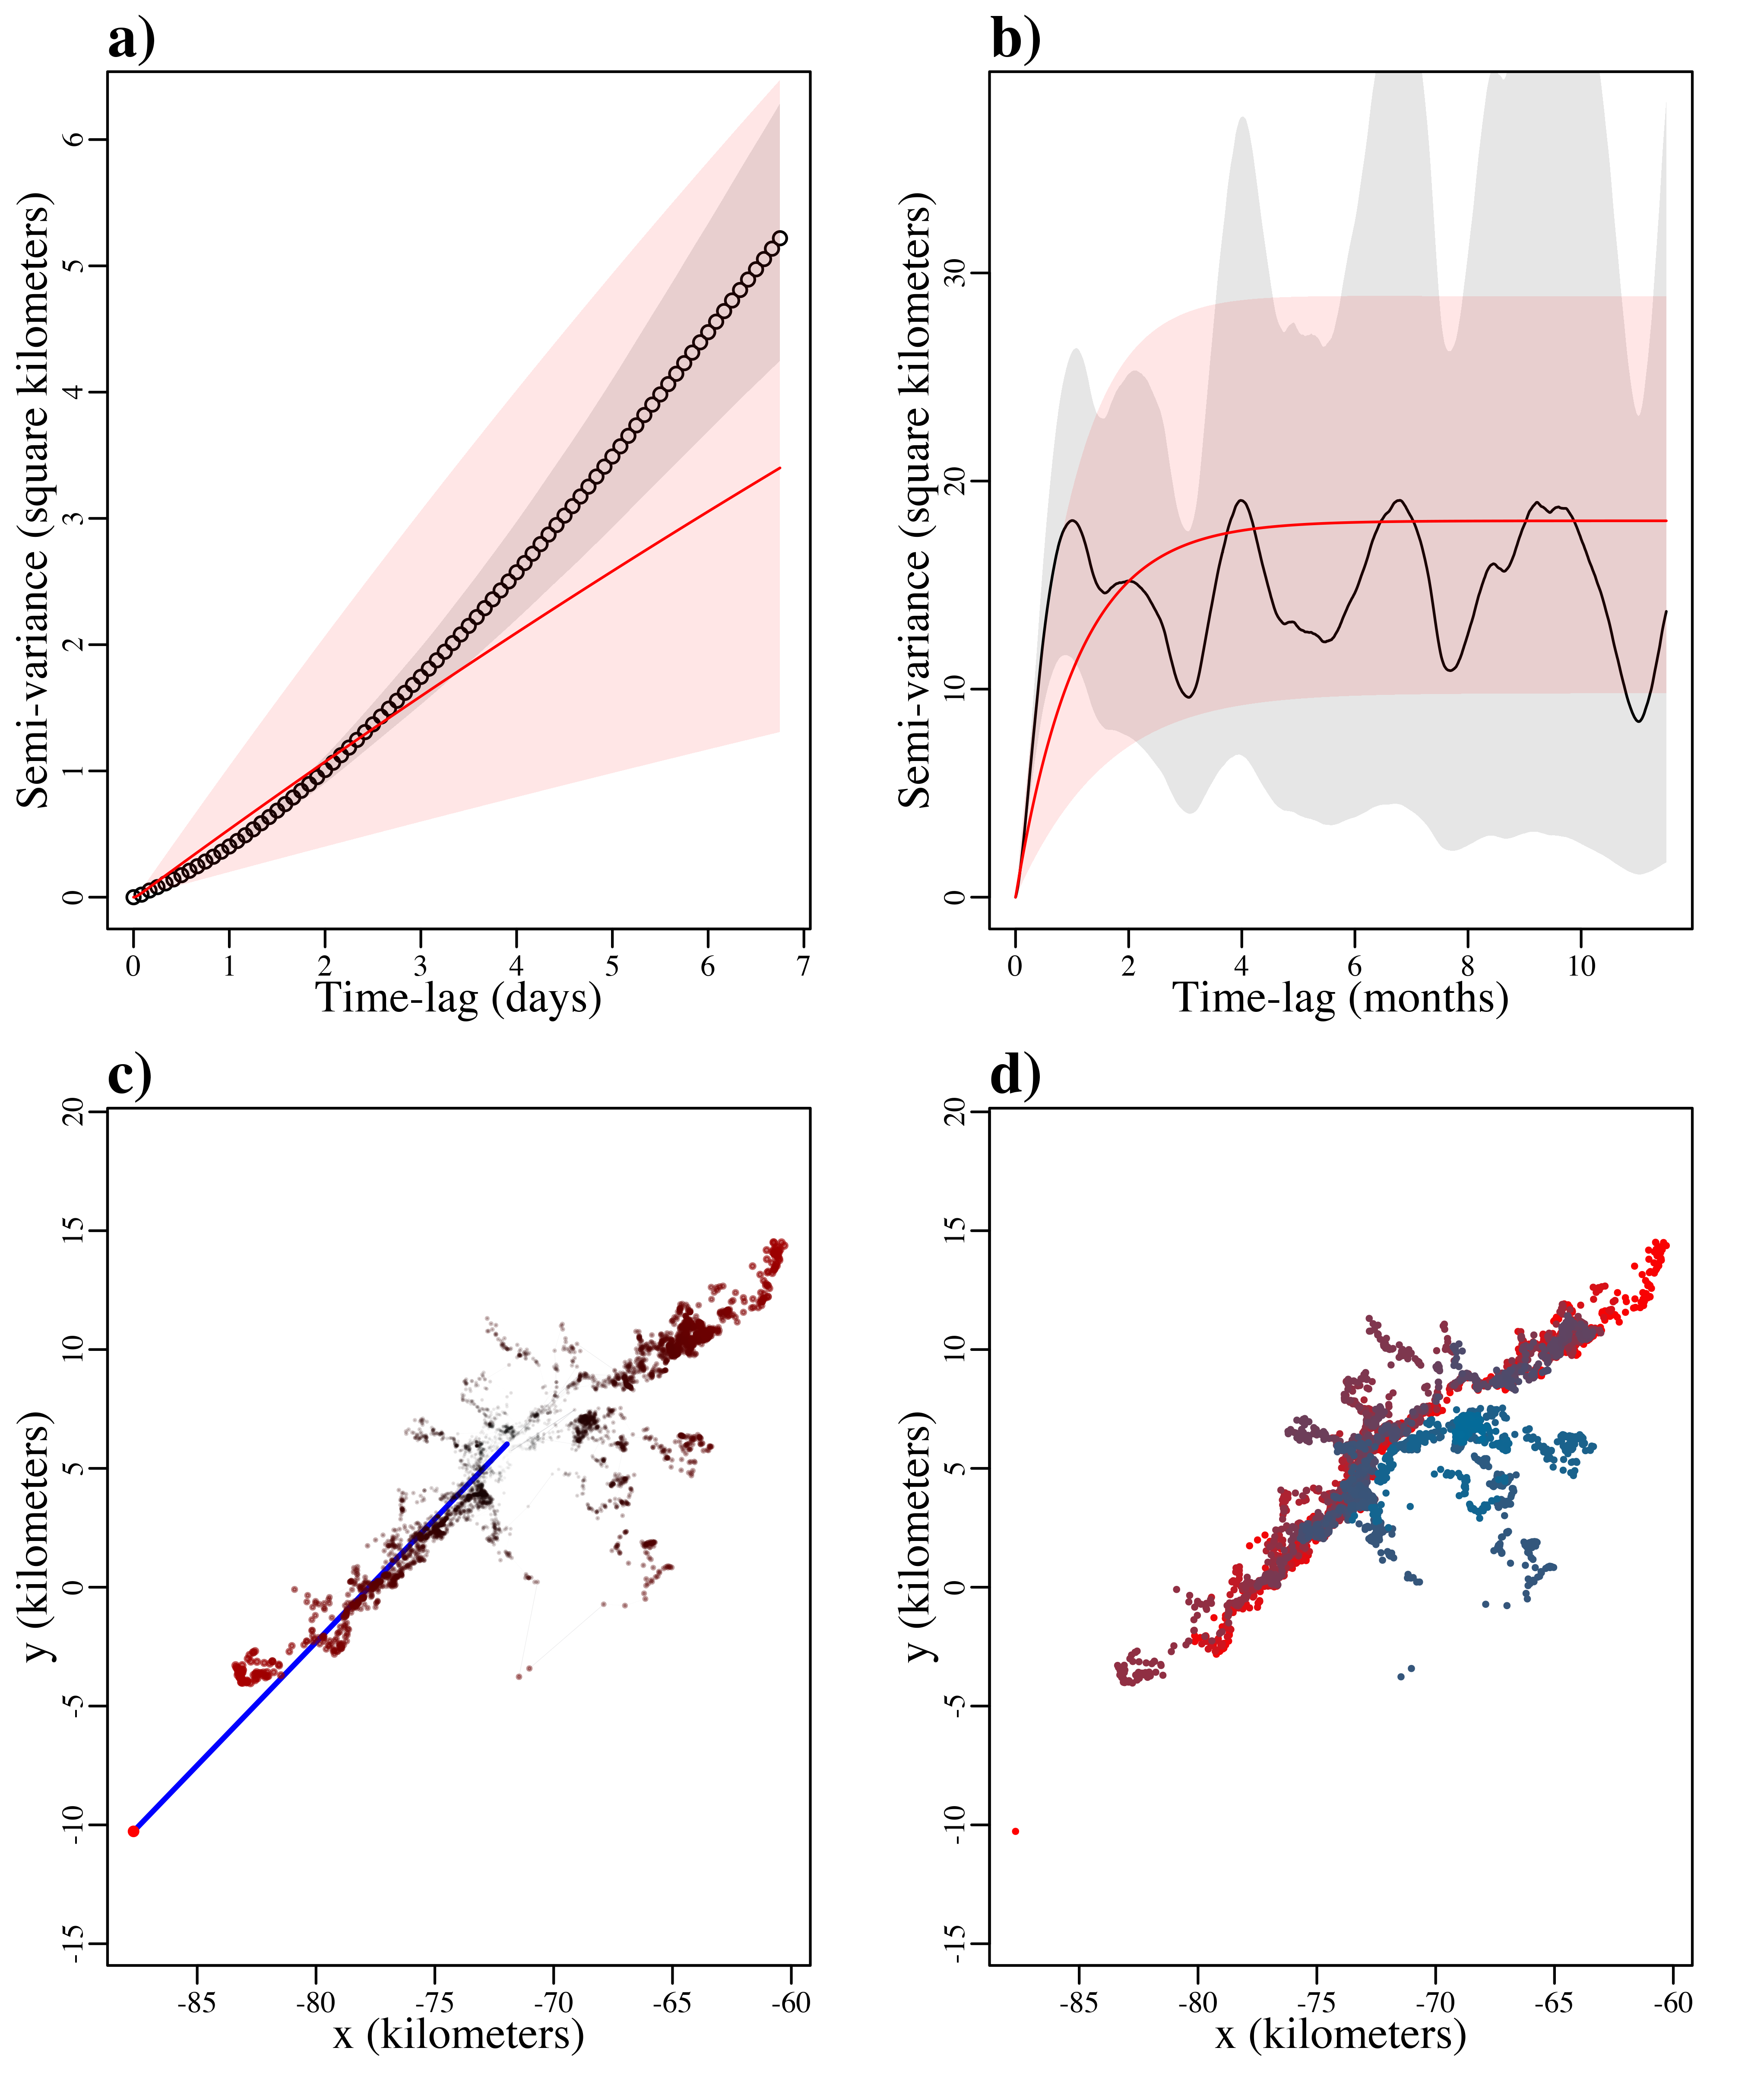 a)
Semi-variance (square kilometers)
0 1 2 3 4 5 6
0 1 2 3 4 5 6 7
Time-lag (days)
b)
Semi-variance (square kilometers)
0 10 20 30
0 2 4 6 8 10
Time-lag (months)
c)
y (kilometers)
-15 -10 -5 0 5 10 15 20
-85 -80 -75 -70 -65 -60
x (kilometers)
d)
y (kilometers)
-15 -10 -5 0 5 10 15 20
-85 -80 -75 -70 -65 -60
x (kilometers)